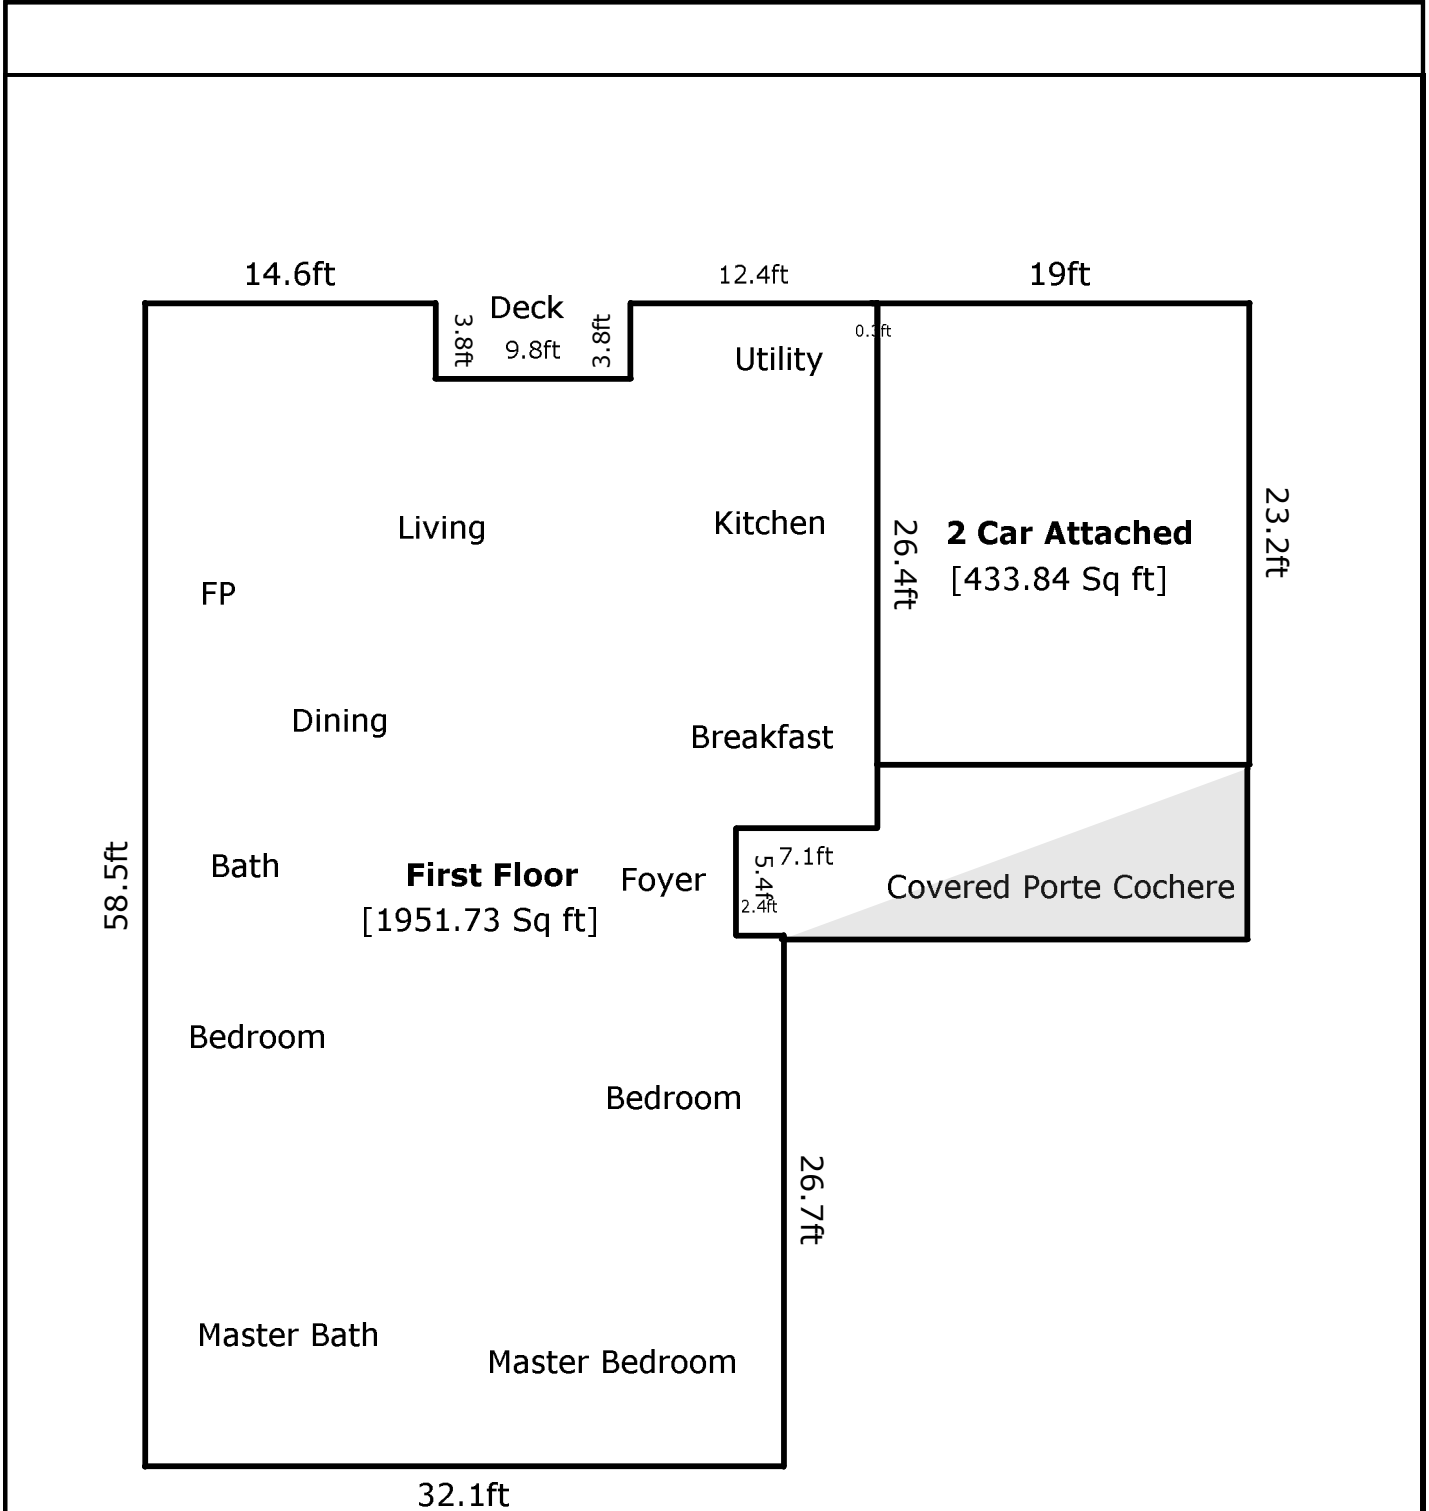 14.6ft
12.4ft
19ft
Deck
3.8ft
9.8ft
3.8ft
0.3ft
Utility
Living
Kitchen
26.4ft
2 Car Attached
[433.84 Sq ft]
23.2ft
FP
Dining
Breakfast
58.5ft
Bath
First Floor
[1951.73 Sq ft]
Foyer
5.4ft
7.1ft
2.4ft
Covered Porte Cochere
Bedroom
Bedroom
26.7ft
Master Bath
Master Bedroom
32.1ft